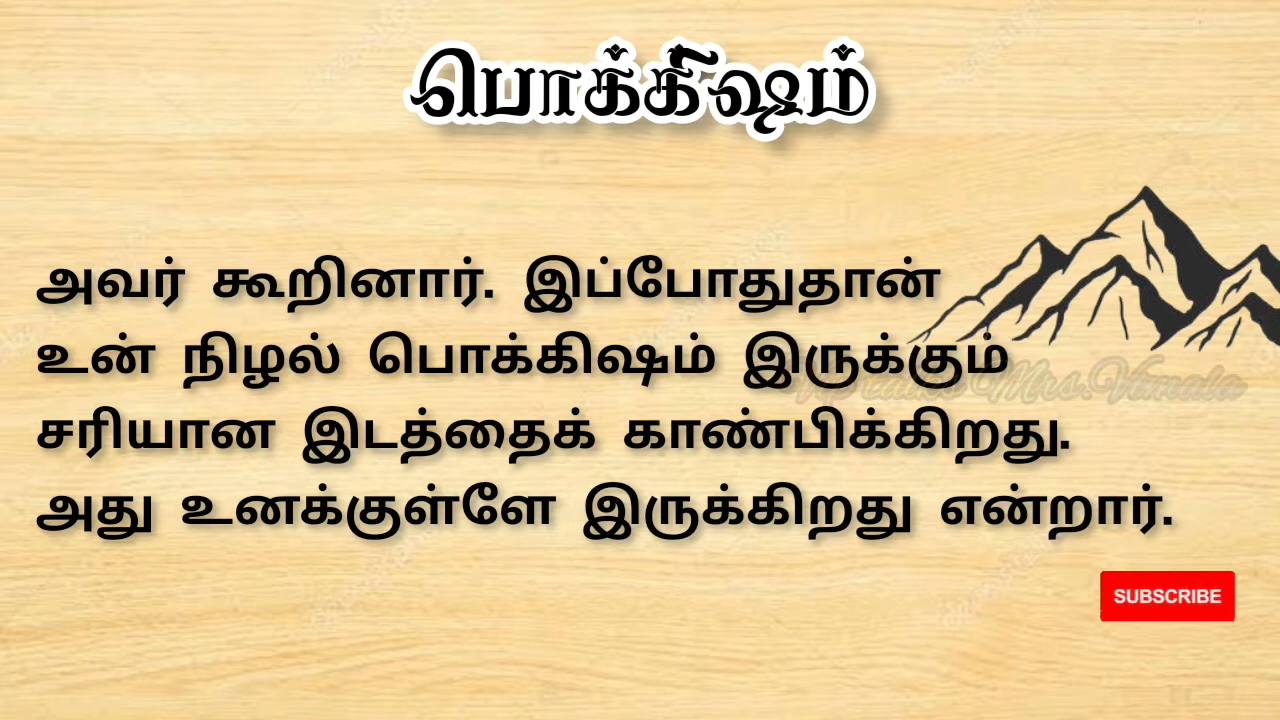 பொக்கிஷம்
அவர் கூறினார். இப்போதுதான்
உன் நிழல் பொக்கிஷம் இருக்கும்
சரியான இடத்தைக் காண்பிக்கிறது.
அது உனக்குள்ளே இருக்கிறது என்றார்.
SUBSCRIBE